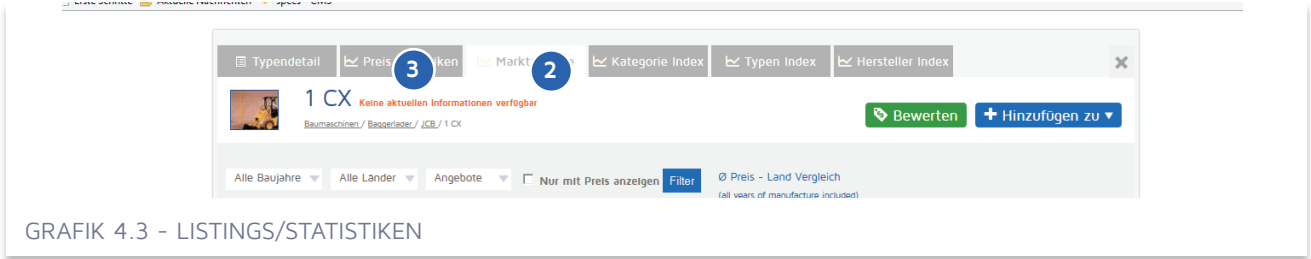 Typendetail
Preis iken
Markt e
Kategorie Index
Typen Index
Hersteller Index
3
2
1 CX Keine aktuellen Informationen verfügbar
Baumaschinen / Baggerlader / JCB / 1 CX
Bewerten
Hinzufügen zu
Alle Baujahre
Alle Länder
Angebote
Nur mit Preis anzeigen
Filter
Ø Preis - Land Vergleich
(all years of manufacture included)
GRAFIK 4.3 - LISTINGS/STATISTIKEN